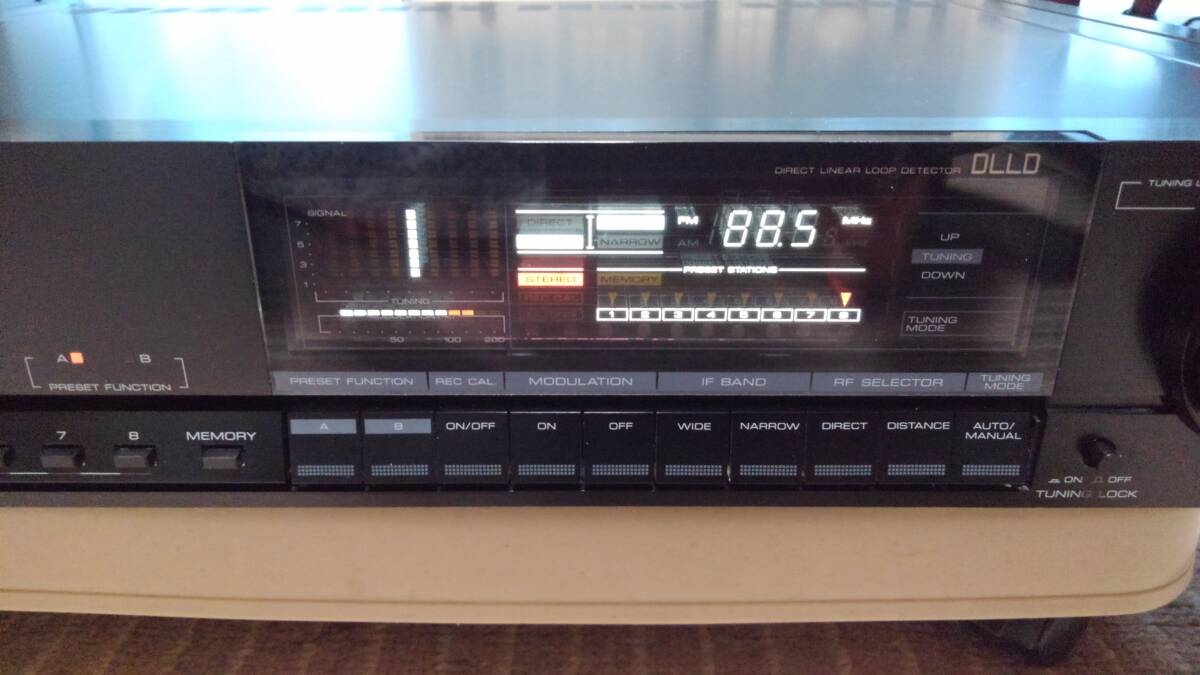 DIRECT LINEAR LOOP DETECTOR DLLD
TUNING
SIGNAL
7
5
3
1
DIRECT
NARROW
FM
AM
88.5
MHz
UP
TUNING
DOWN
STEREO
MEMORY
PRESET STATIONS
REC CAL
1 2 3 4 5 6 7 8
TUNING
50 100 200
TUNING
MODE
A B
PRESET FUNCTION
PRESET FUNCTION REC CAL. MODULATION IF BAND RF SELECTOR TUNING MODE
7 8 MEMORY
A B ON/OFF ON OFF WIDE NARROW DIRECT DISTANCE AUTO/MANUAL
ON OFF
TUNING LOCK